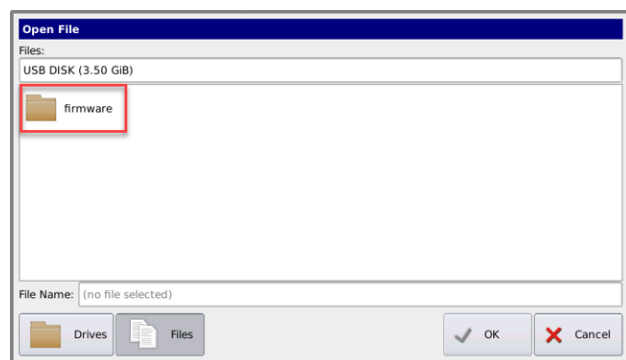 Open File
Files:
USB DISK (3.50 GiB)
firmware
File Name: (no file selected)
Drives Files OK Cancel